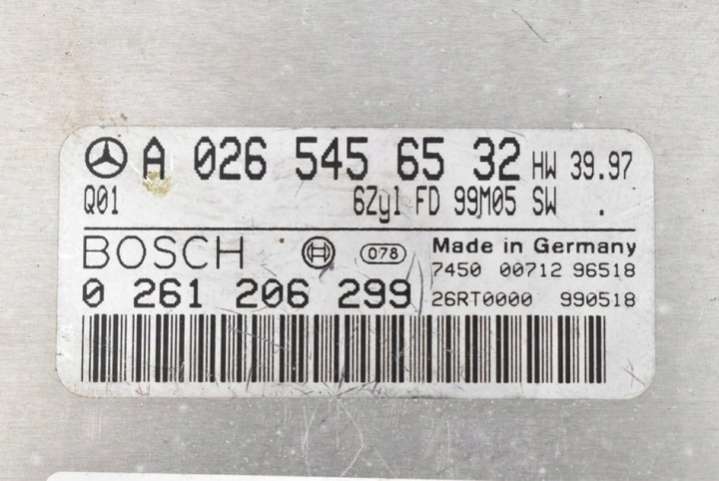 A 026 545 65 32 HW 39.97
Q01 6Zyl FD 99M05 SW .
BOSCH 078 Made in Germany
7450 00712 96518
0 261 206 299 26RT0000 990518